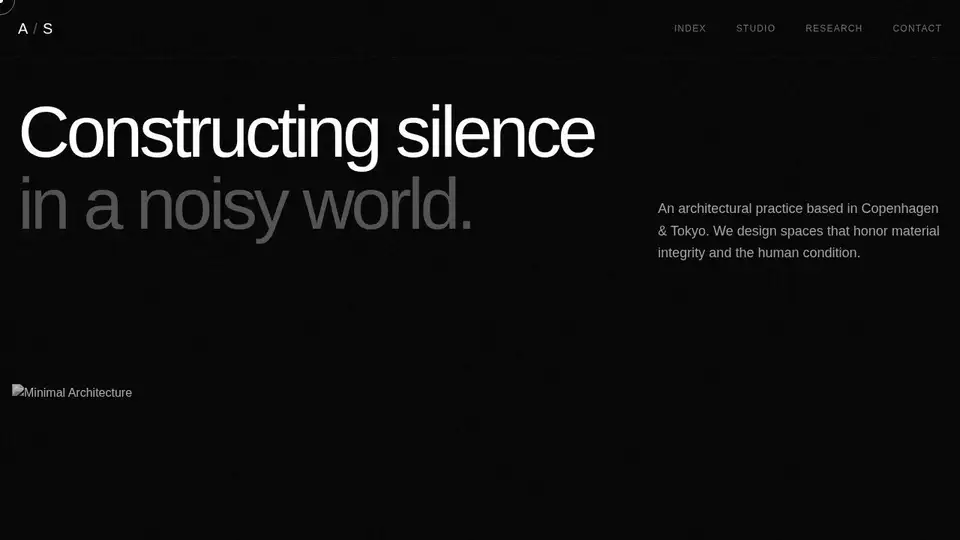 A / S
INDEX STUDIO RESEARCH CONTACT
Constructing silence
in a noisy world.
An architectural practice based in Copenhagen
& Tokyo. We design spaces that honor material
integrity and the human condition.
Minimal Architecture